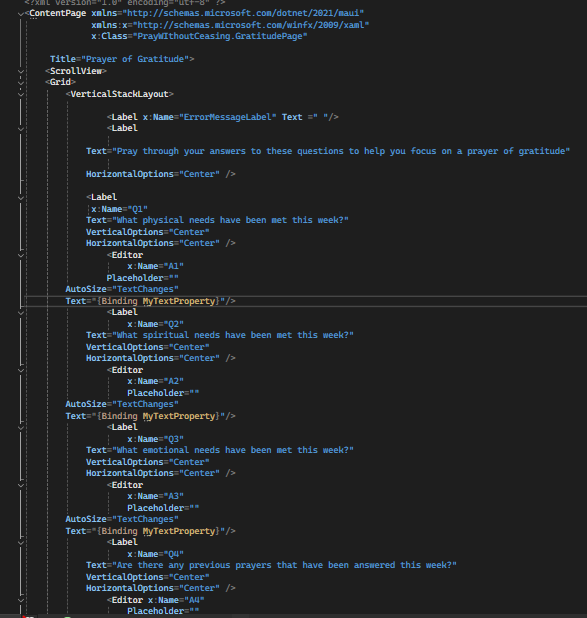 <?xml version="1.0" encoding="utf-8" ?>
<ContentPage xmlns="http://schemas.microsoft.com/dotnet/2021/maui"
xmlns:x="http://schemas.microsoft.com/winfx/2009/xaml"
x:Class="PrayWIthoutCeasing.GratitudePage"
Title="Prayer of Gratitude">
<ScrollView>
<Grid>
<VerticalStackLayout>
<Label x:Name="ErrorMessageLabel" Text =" "/>
<Label
Text="Pray through your answers to these questions to help you focus on a prayer of gratitude"
HorizontalOptions="Center" />
<Label
x:Name="Q1"
Text="What physical needs have been met this week?"
VerticalOptions="Center"
HorizontalOptions="Center" />
<Editor
x:Name="A1"
Placeholder=""
AutoSize="TextChanges"
Text="{Binding MyTextProperty}"/>
<Label
x:Name="Q2"
Text="What spiritual needs have been met this week?"
VerticalOptions="Center"
HorizontalOptions="Center" />
<Editor
x:Name="A2"
Placeholder=""
AutoSize="TextChanges"
Text="{Binding MyTextProperty}"/>
<Label
x:Name="Q3"
Text="What emotional needs have been met this week?"
VerticalOptions="Center"
HorizontalOptions="Center" />
<Editor
x:Name="A3"
Placeholder=""
AutoSize="TextChanges"
Text="{Binding MyTextProperty}"/>
<Label
x:Name="Q4"
Text="Are there any previous prayers that have been answered this week?"
VerticalOptions="Center"
HorizontalOptions="Center" />
<Editor x:Name="A4"
Placeholder=""